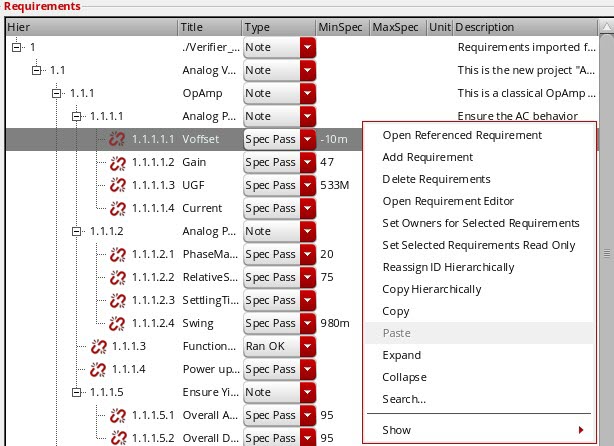 Requirements
Hier Title Type MinSpec MaxSpec Unit Description
1 ./Verifier_... Note Requirements imported f...
1.1 Analog V... Note This is the new project "A...
1.1.1 OpAmp Note This is a classical OpAmp ...
1.1.1.1 Analog P... Note Ensure the AC behavior
1.1.1.1.1 Voffset Spec Pass -10m
1.1.1.1.2 Gain Spec Pass 47
1.1.1.1.3 UGF Spec Pass 533M
1.1.1.1.4 Current Spec Pass
1.1.1.2 Analog P... Note
1.1.1.2.1 PhaseMa... Spec Pass 20
1.1.1.2.2 RelativeS... Spec Pass 75
1.1.1.2.3 SettlingTi... Spec Pass
1.1.1.2.4 Swing Spec Pass 980m
1.1.1.3 Function... Ran OK
1.1.1.4 Power up... Spec Pass
1.1.1.5 Ensure Yi... Note
1.1.1.5.1 Overall A... Spec Pass 95
1.1.1.5.2 Overall D... Spec Pass 95
Open Referenced Requirement
Add Requirement
Delete Requirements
Open Requirement Editor
Set Owners for Selected Requirements
Set Selected Requirements Read Only
Reassign ID Hierarchically
Copy Hierarchically
Copy
Paste
Expand
Collapse
Search...
Show